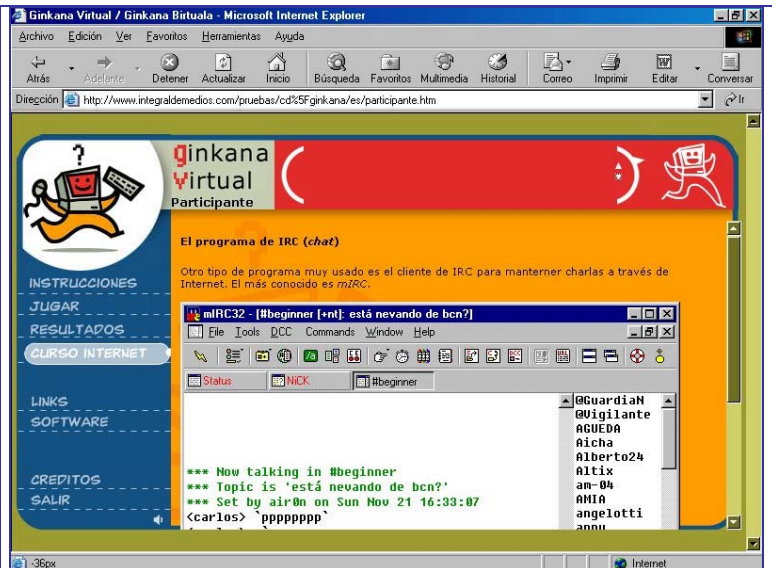 Ginkana Virtual / Ginkana Birtuala - Microsoft Internet Explorer
Archivo Edición Ver Favoritos Herramientas Ayuda
Atrás Adelante Detener Actualizar Inicio Búsqueda Favoritos Multimedia Historial Correo Imprimir Editar Conversar
Dirección http://www.integraldemedios.com/pruebas/cd%5Fginkana/es/participante.htm Ir
ginkana
virtual
Participante
INSTRUCCIONES
JUGAR
RESULTADOS
CURSO INTERNET
LINKS
SOFTWARE
CREDITOS
SALIR
El programa de IRC (chat)
Otro tipo de programa muy usado es el cliente de IRC para manterner charlas a través de
Internet. El más conocido es mIRC.
mIRC32 - [#beginner [+nt]: está nevando de bcn?]
File Tools DCC Commands Window Help
Status NiCK #beginner
*** Now talking in #beginner
*** Topic is 'está nevando de bcn?'
*** Set by air0n on Sun Nov 21 16:33:07
<carlos> `pppppppp`
@GuardiaN
@Vigilante
AGUEDA
Aicha
Alberto24
Altix
am-04
AMIA
angelotti
-36px Internet